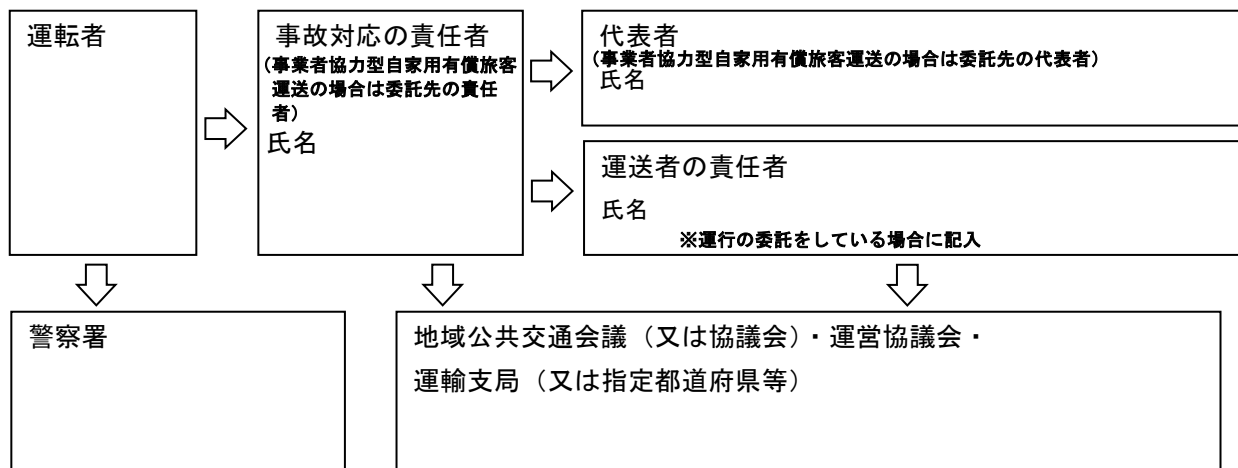 運転者
事故対応の責任者
（事業者協力型自家用有償旅客
運送の場合は委託先の責任
者）
氏名
代表者
（事業者協力型自家用有償旅客運送の場合は委託先の代表者）
氏名
運送者の責任者
氏名
※運行の委託をしている場合に記入
警察署
地域公共交通会議（又は協議会）・運営協議会・
運輸支局（又は指定都道府県等）